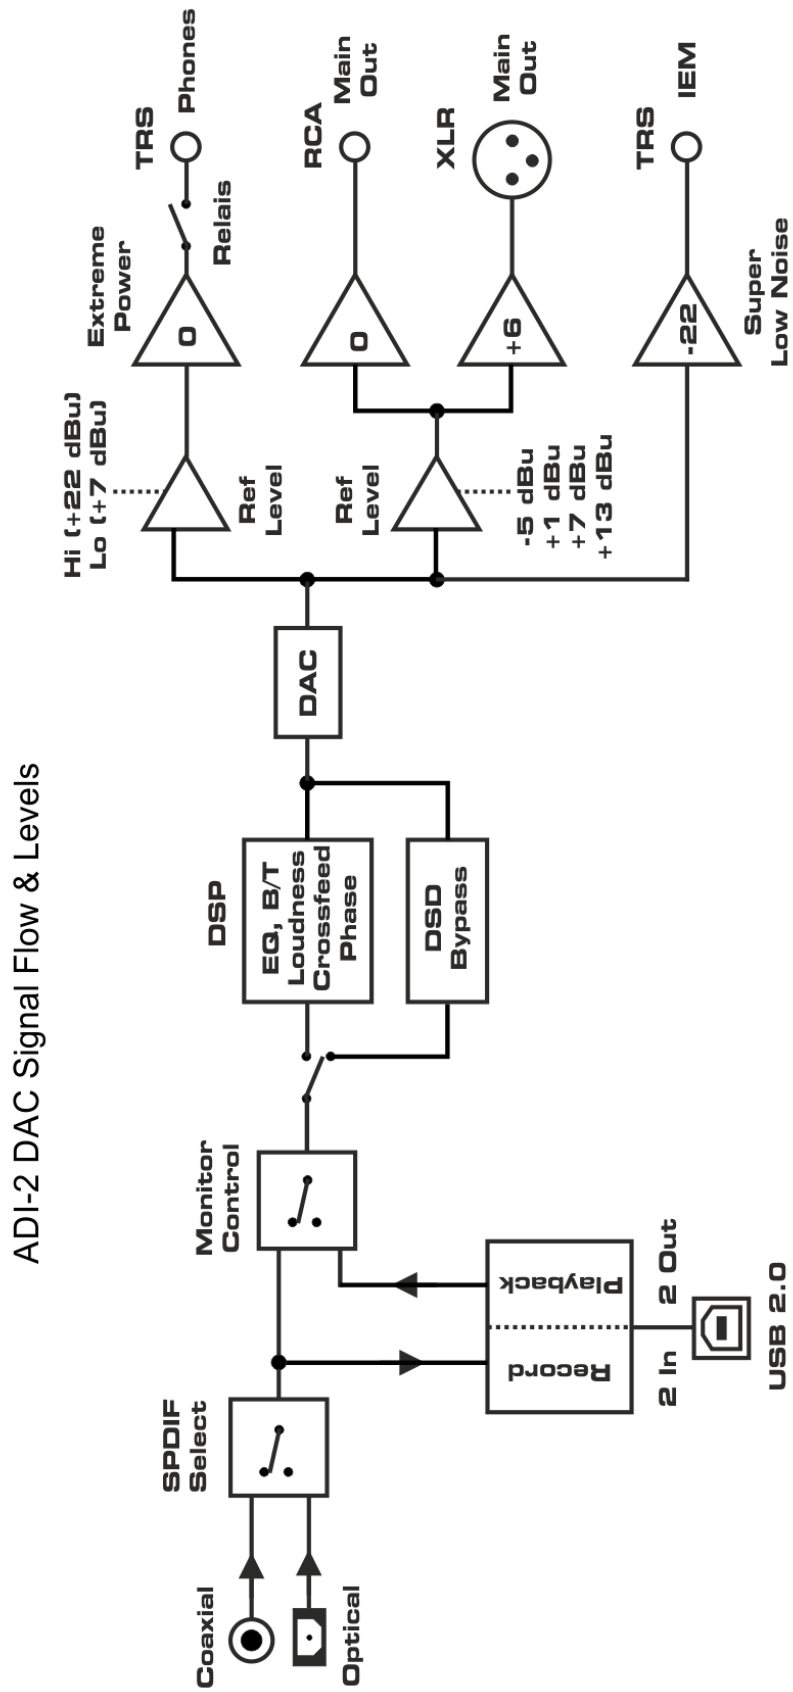 ADI-2 DAC Signal Flow & Levels
Coaxial
Optical
SPDIF
Select
Record
Playback
2 In
2 Out
USB 2.0
Monitor
Control
DSP
EQ, B/T
Loudness
Crossfeed
Phase
DSD
Bypass
DAC
Hi (+22 dBu)
Lo (+7 dBu)
Ref
Level
Extreme
Power
0
Relais
TRS
Phones
Ref
Level
-5 dBu
+1 dBu
+7 dBu
+13 dBu
0
RCA
Main
Out
+6
XLR
Main
Out
-22
Super
Low Noise
TRS
IEM